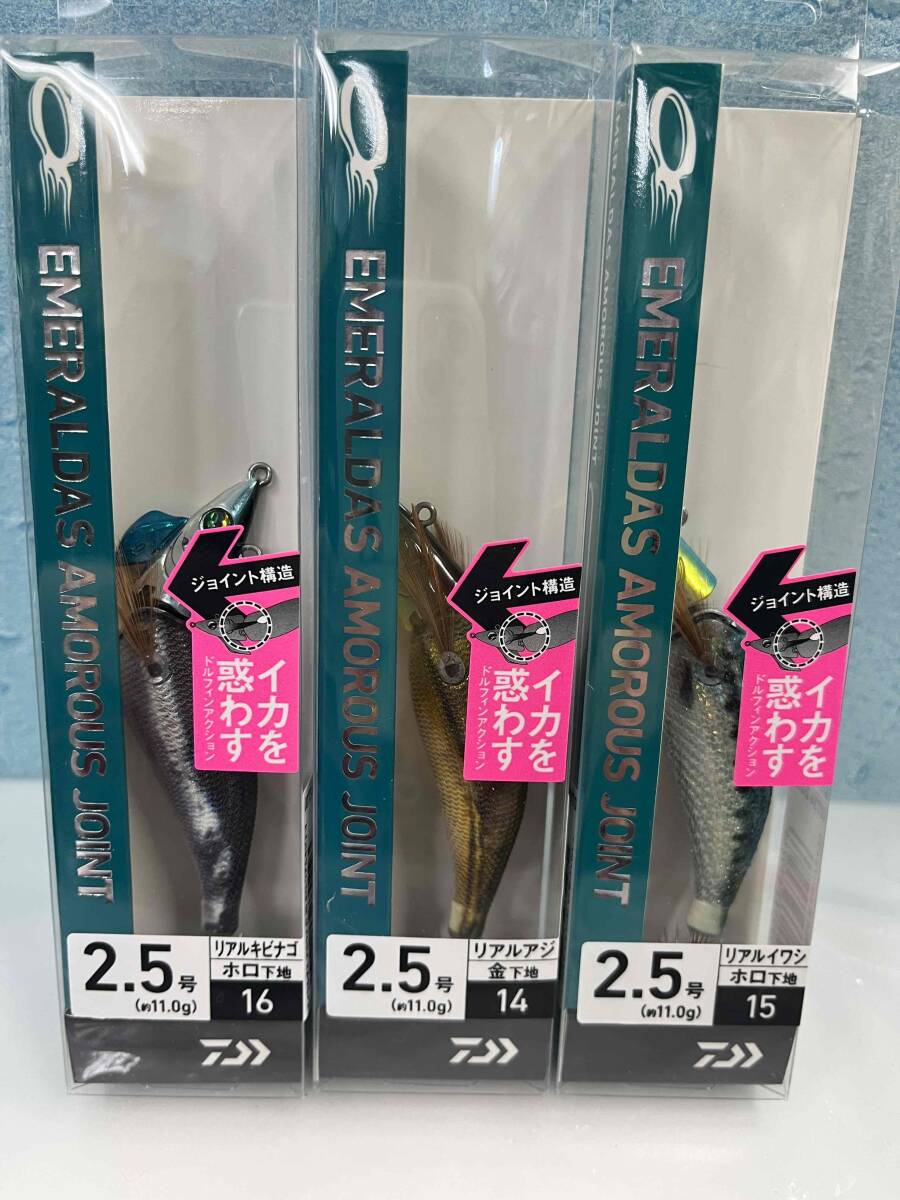 EMERALDAS AMOROUS JOINT
ジョイント構造
イカを
惑わす
ドルフィンアクション
2.5号
(約11.0g)
リアルキビナゴ
ホロ下地
16
DAIWA
EMERALDAS AMOROUS JOINT
ジョイント構造
イカを
惑わす
ドルフィンアクション
2.5号
(約11.0g)
リアルアジ
金下地
14
EMERALDAS AMOROUS JOINT
EMERALDAS AMOROUS JOINT
ジョイント構造
イカを
惑わす
ドルフィンアクション
2.5号
(約11.0g)
リアルイワシ
ホロ下地
15